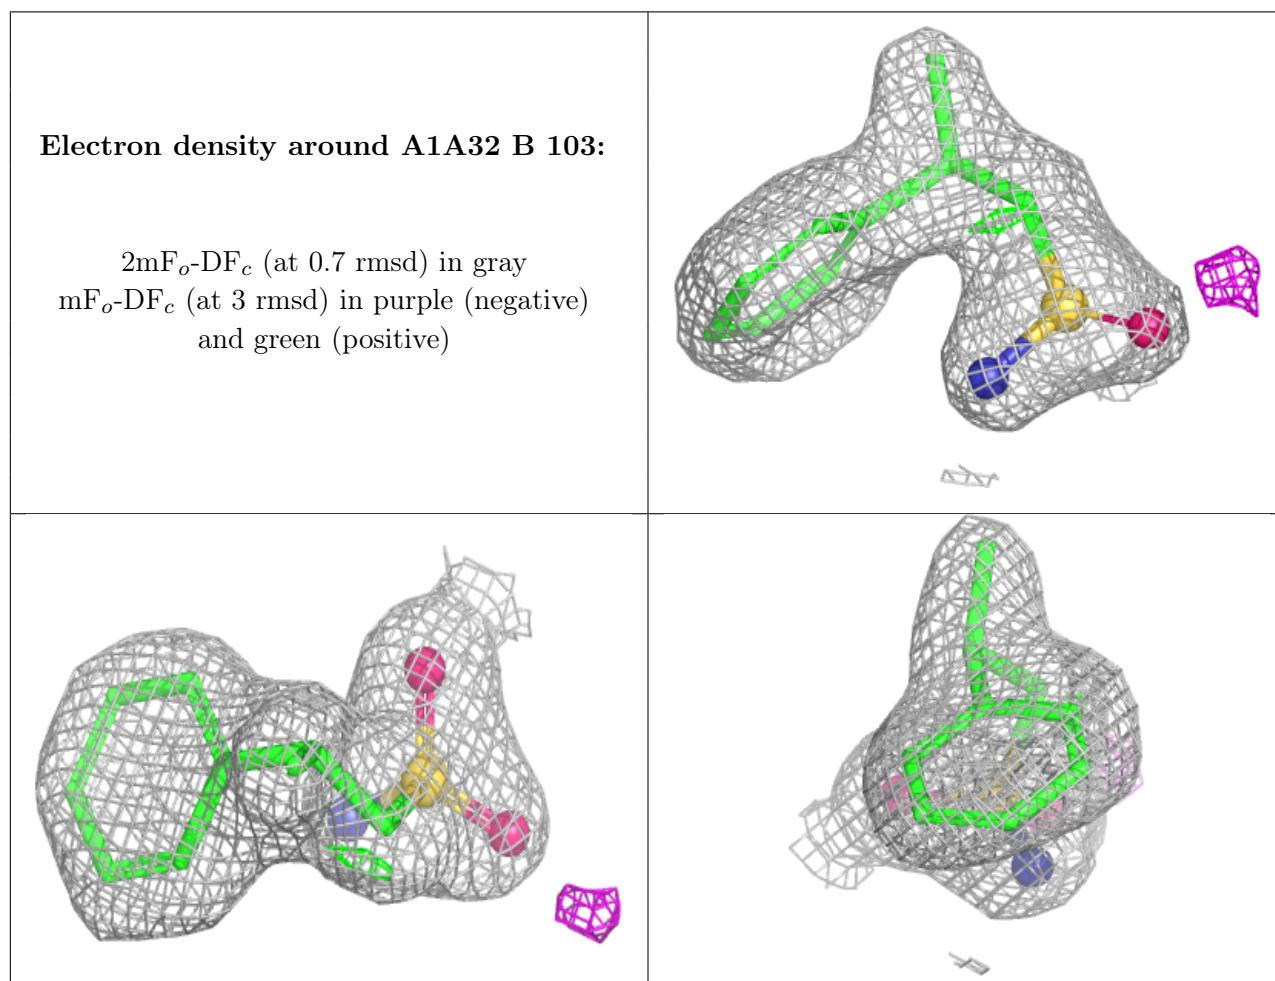 Electron density around A1A32 B 103:
2mFo-DFc (at 0.7 rmsd) in gray
mFo-DFc (at 3 rmsd) in purple (negative)
and green (positive)